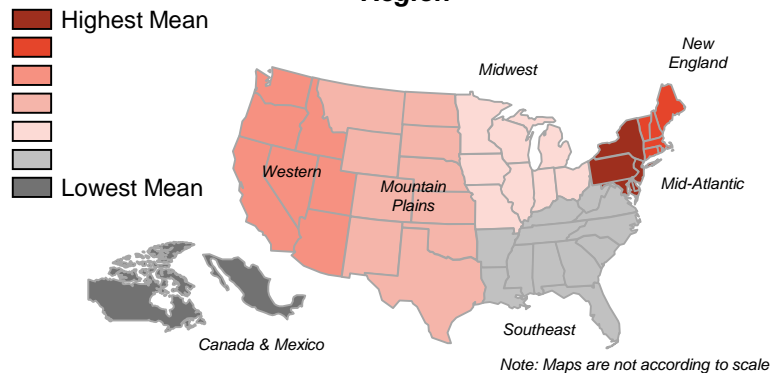 Region
Highest Mean
Lowest Mean
New
England
Midwest
Western
Mountain
Plains
Mid-Atlantic
Southeast
Canada & Mexico
Note: Maps are not according to scale